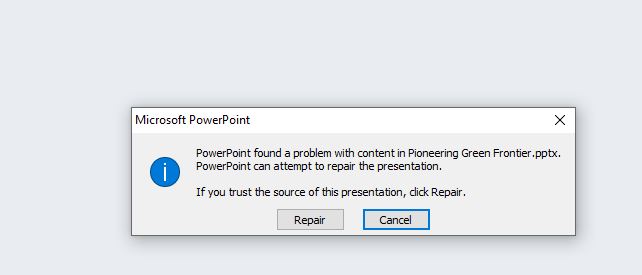 Microsoft PowerPoint
PowerPoint found a problem with content in Pioneering Green Frontier.pptx.
PowerPoint can attempt to repair the presentation.
If you trust the source of this presentation, click Repair.
Repair
Cancel